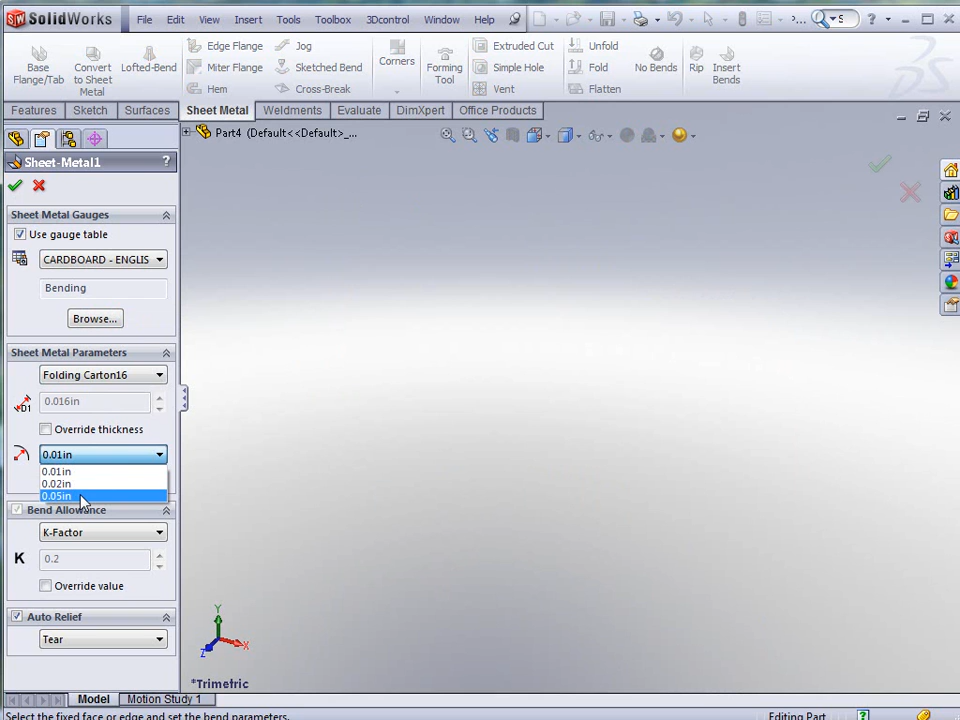 SolidWorks File Edit View Insert Tools Toolbox 3Dcontrol Window Help S ?
Base Flange/Tab
Convert to Sheet Metal
Lofted-Bend
Edge Flange
Miter Flange
Hem
Jog
Sketched Bend
Cross-Break
Corners
Forming Tool
Extruded Cut
Simple Hole
Vent
Unfold
Fold
Flatten
No Bends
Rip
Insert Bends
Features Sketch Surfaces Sheet Metal Weldments Evaluate DimXpert Office Products
Part4 (Default<<Default>_...
Sheet-Metal1 ?
Sheet Metal Gauges
Use gauge table
CARDBOARD - ENGLIS
Bending
Browse...
Sheet Metal Parameters
Folding Carton16
D1 0.016in
Override thickness
0.01in
0.01in
0.02in
0.05in
Bend Allowance
K-Factor
K 0.2
Override value
Auto Relief
Tear
Y
X
Z
*Trimetric
Model Motion Study 1
Select the fixed face or edge and set the bend parameters. Editing Part ?